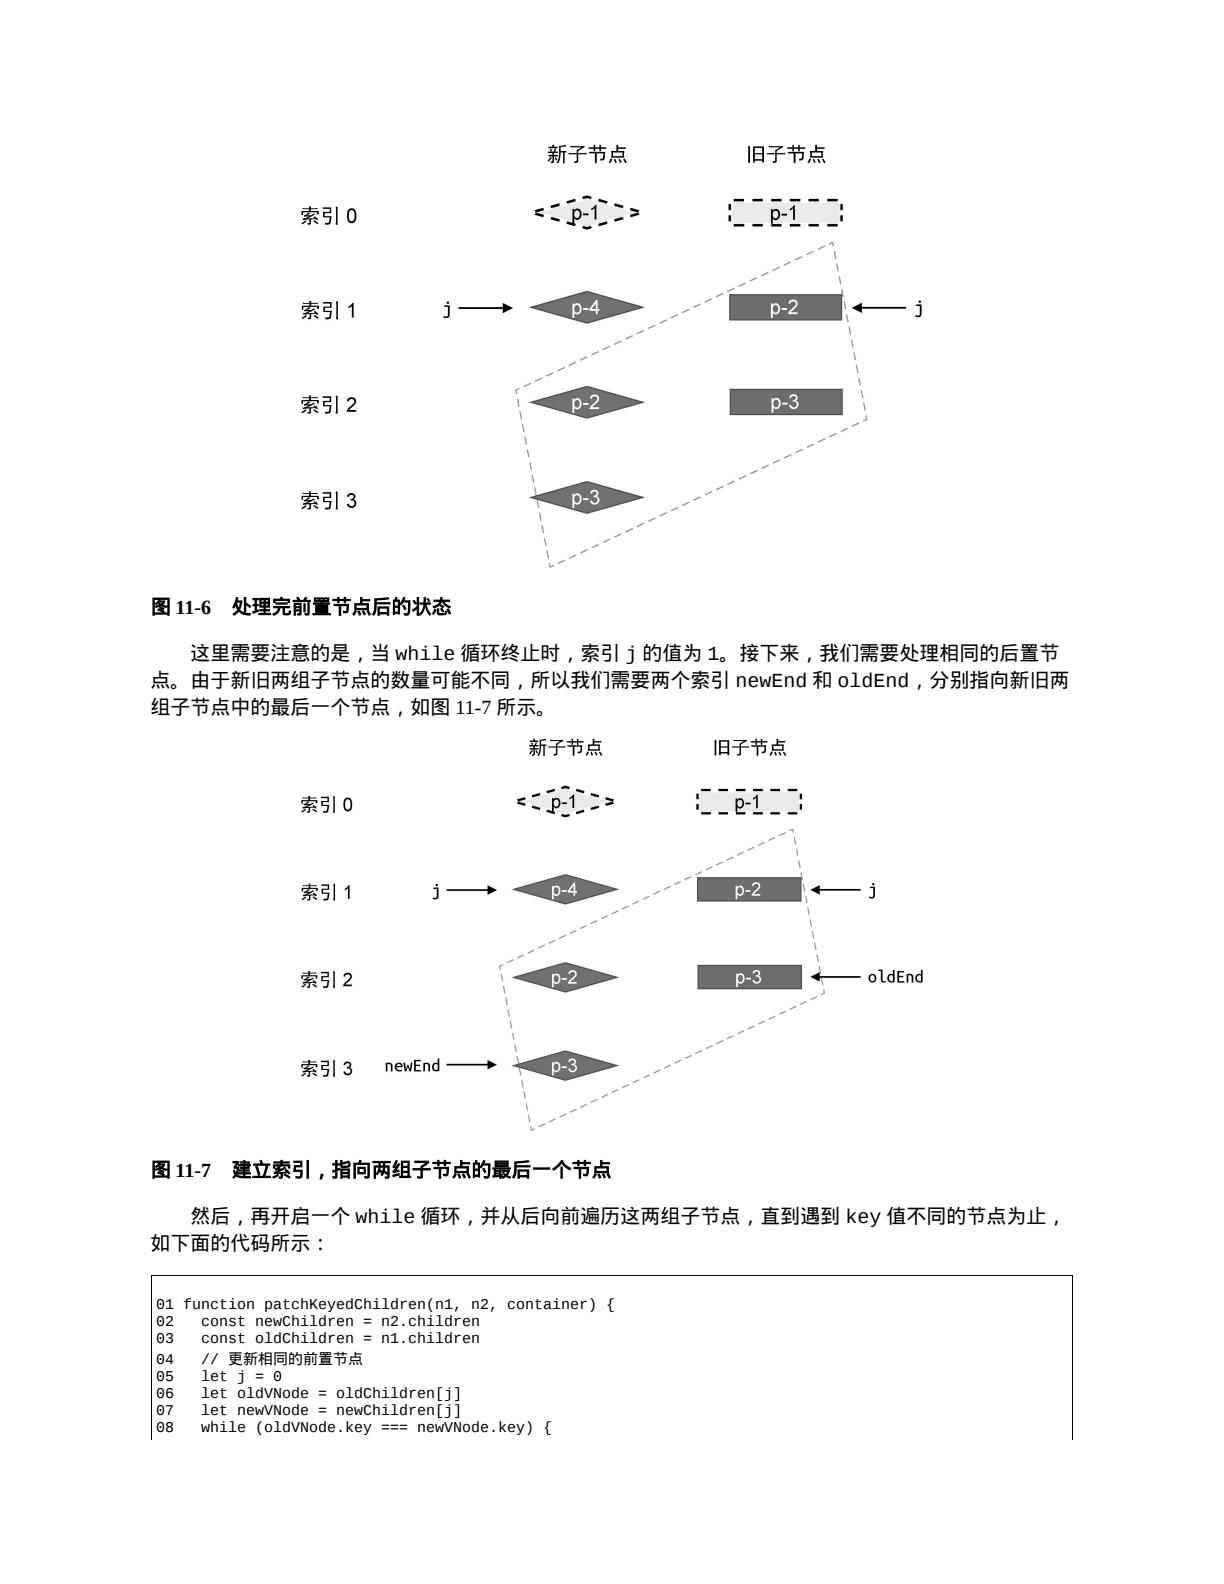 新子节点 旧子节点
索引 0 p-1 p-1
索引 1 j p-4 p-2 j
索引 2 p-2 p-3
索引 3 p-3
图 11-6 处理完前置节点后的状态
这里需要注意的是，当 while 循环终止时，索引 j 的值为 1。接下来，我们需要处理相同的后置节
点。由于新旧两组子节点的数量可能不同，所以我们需要两个索引 newEnd 和 oldEnd，分别指向新旧两
组子节点中的最后一个节点，如图 11-7 所示。
新子节点 旧子节点
索引 0 p-1 p-1
索引 1 j p-4 p-2 j
索引 2 p-2 p-3 oldEnd
索引 3 newEnd p-3
图 11-7 建立索引，指向两组子节点的最后一个节点
然后，再开启一个 while 循环，并从后向前遍历这两组子节点，直到遇到 key 值不同的节点为止，
如下面的代码所示：
01 function patchKeyedChildren(n1, n2, container) {
02   const newChildren = n2.children
03   const oldChildren = n1.children
04   // 更新相同的前置节点
05   let j = 0
06   let oldVNode = oldChildren[j]
07   let newVNode = newChildren[j]
08   while (oldVNode.key === newVNode.key) {